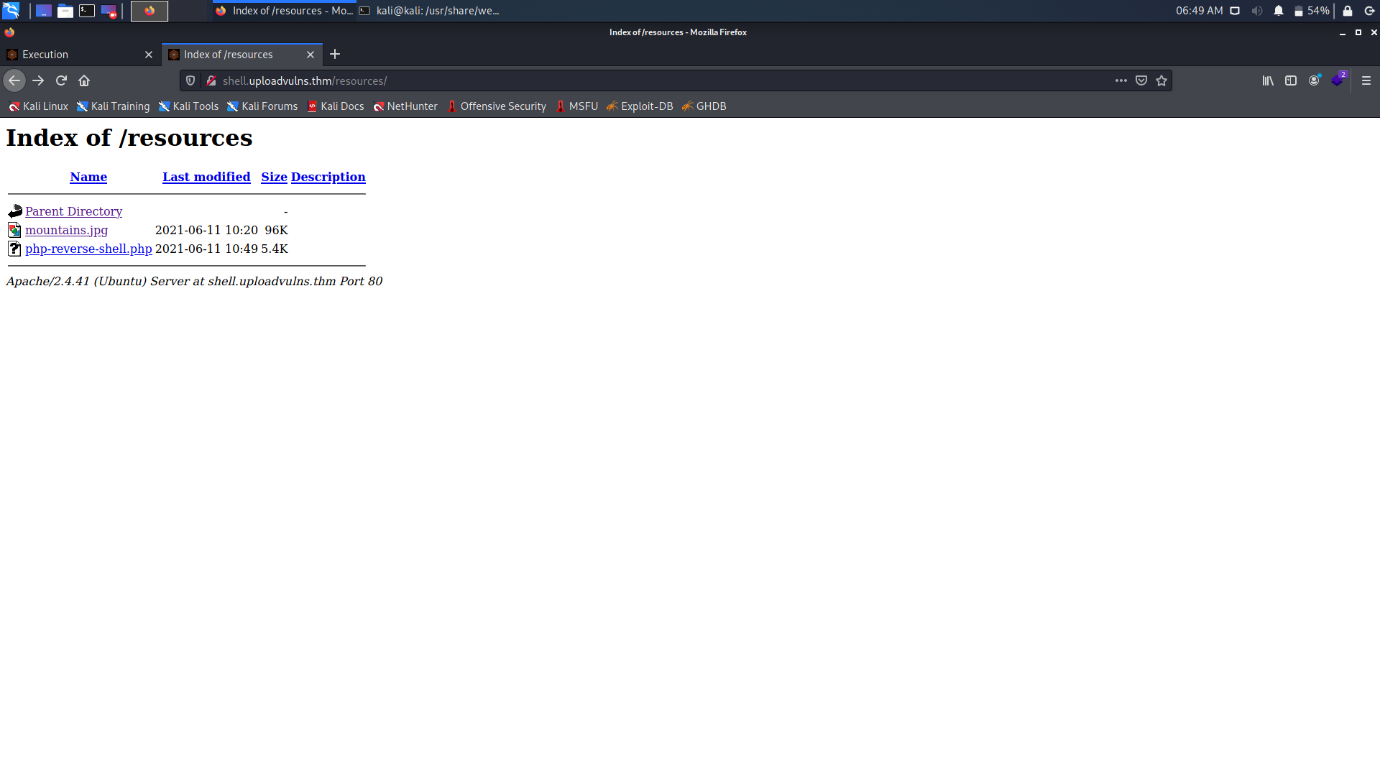 Index of /resources - Mo... kali@kali: /usr/share/we... 06:49 AM 54%
Index of /resources - Mozilla Firefox
Execution Index of /resources
shell.uploadvulns.thm/resources/ 2
Kali Linux Kali Training Kali Tools Kali Forums Kali Docs NetHunter Offensive Security MSFU Exploit-DB GHDB
Index of /resources
Name Last modified Size Description
Parent Directory -
mountains.jpg 2021-06-11 10:20 96K
php-reverse-shell.php 2021-06-11 10:49 5.4K
Apache/2.4.41 (Ubuntu) Server at shell.uploadvulns.thm Port 80